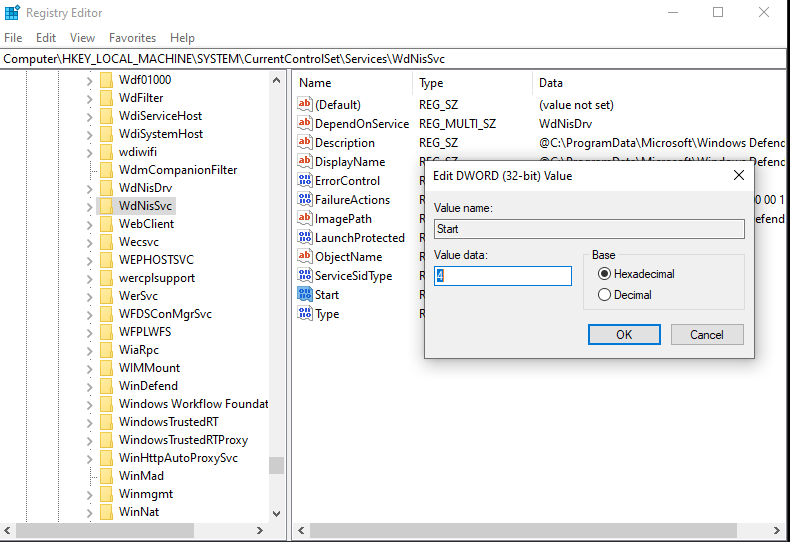 Registry Editor
File Edit View Favorites Help
Computer\HKEY_LOCAL_MACHINE\SYSTEM\CurrentControlSet\Services\WdNisSvc
Wdf01000
WdFilter
WdiServiceHost
WdiSystemHost
wdiwifi
WdmCompanionFilter
WdNisDrv
WdNisSvc
WebClient
Wecsvc
WEPHOSTSVC
wercplsupport
WerSvc
WFDSConMgrSvc
WFPLWFS
WiaRpc
WIMMount
WinDefend
Windows Workflow Foundat
WindowsTrustedRT
WindowsTrustedRTProxy
WinHttpAutoProxySvc
WinMad
Winmgmt
WinNat
Name Type Data
(Default) REG_SZ (value not set)
DependOnService REG_MULTI_SZ WdNisDrv
Description REG_SZ @C:\ProgramData\Microsoft\Windows Defend
DisplayName REG_SZ @C:\ProgramData\Microsoft\Windows Defend
ErrorControl
FailureActions 00 00 1
ImagePath Defend
LaunchProtected
ObjectName
ServiceSidType
Start
Type
Edit DWORD (32-bit) Value
Value name:
Start
Value data:
4
Base
Hexadecimal
Decimal
OK Cancel